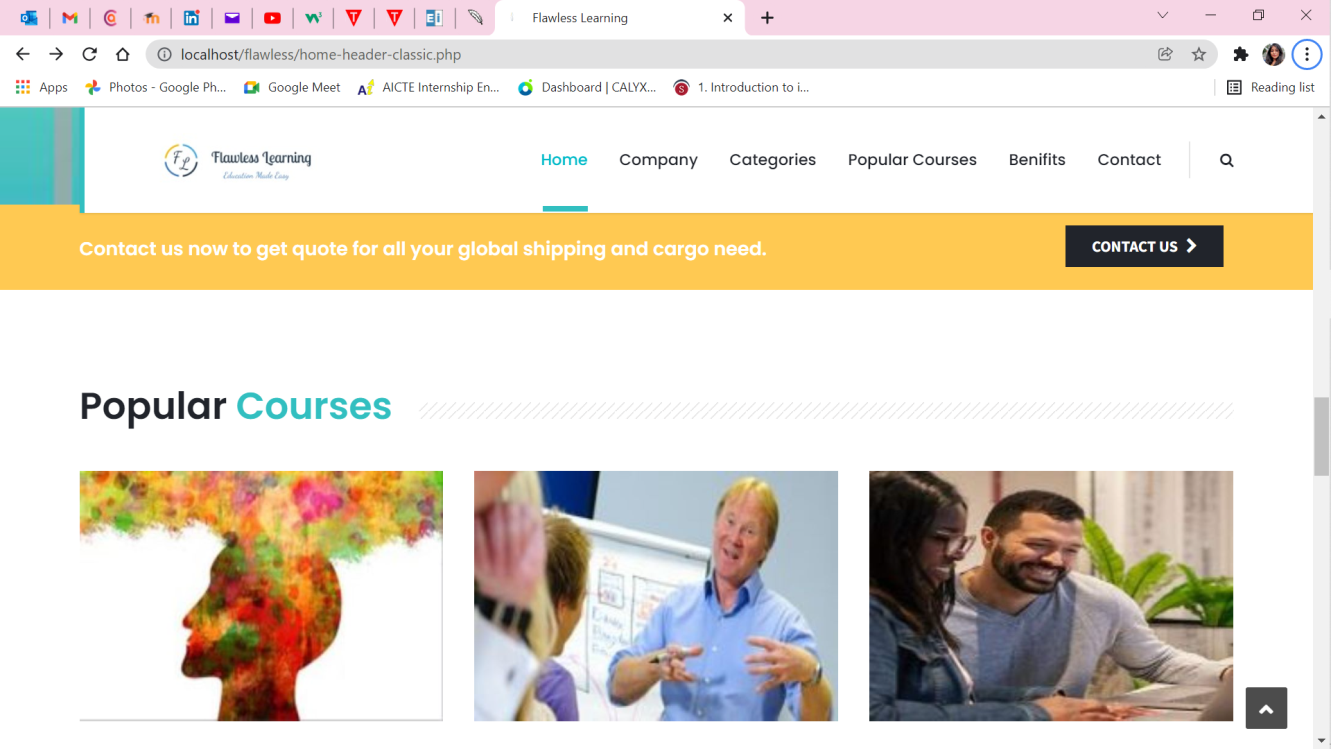 Flawless Learning
localhost/flawless/home-header-classic.php
Apps
Photos - Google Ph...
Google Meet
AICTE Internship En...
Dashboard | CALYX...
1. Introduction to i...
Reading list
FL
Flawless Learning
Education Made Easy
Home
Company
Categories
Popular Courses
Benifits
Contact
Contact us now to get quote for all your global shipping and cargo need.
CONTACT US
Popular Courses